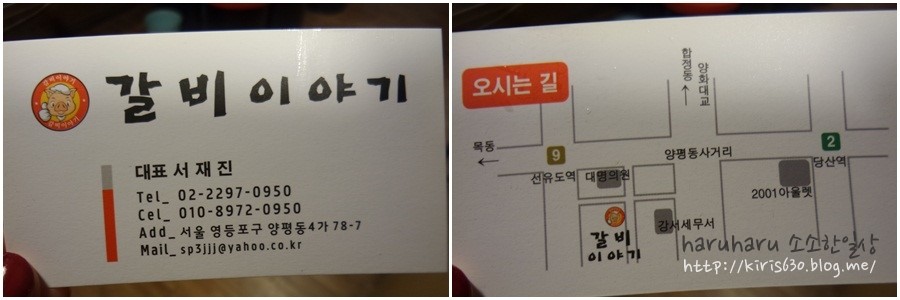 갈비이야기
대표 서재진
Tel_ 02-2297-0950
Cel_ 010-8972-0950
Add_ 서울 영등포구 양평동4가 78-7
Mail_ sp3jjj@yahoo.co.kr
오시는 길
합정동
양화대교
목동
9
선유도역
대명의원
양평동사거리
2
당산역
2001아울렛
강서세무서
갈비
이야기
haruharu 소소한일상
http://kiris630.blog.me/